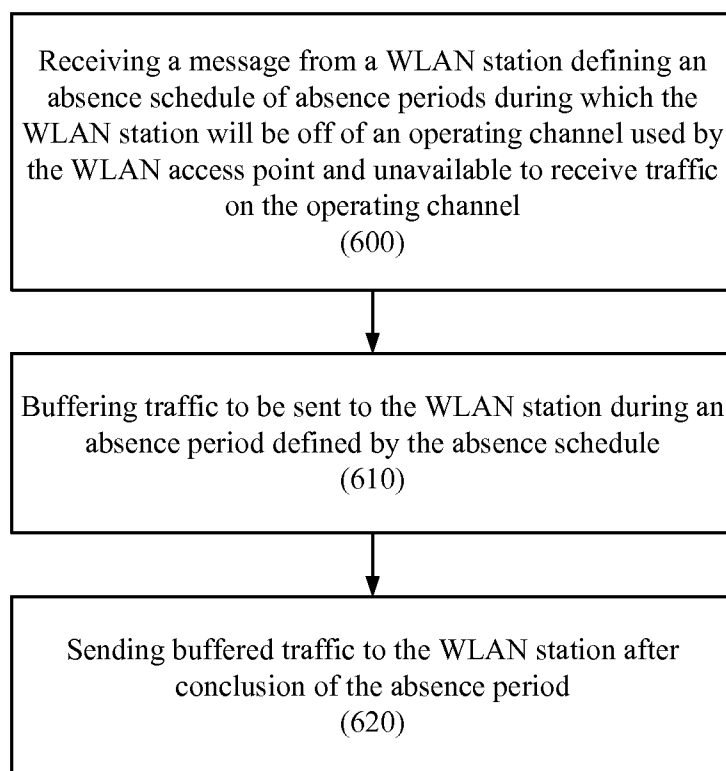 Receiving a message from a WLAN station defining an
absence schedule of absence periods during which the
WLAN station will be off of an operating channel used by
the WLAN access point and unavailable to receive traffic
on the operating channel
(600)
Buffering traffic to be sent to the WLAN station during an
absence period defined by the absence schedule
(610)
Sending buffered traffic to the WLAN station after
conclusion of the absence period
(620)